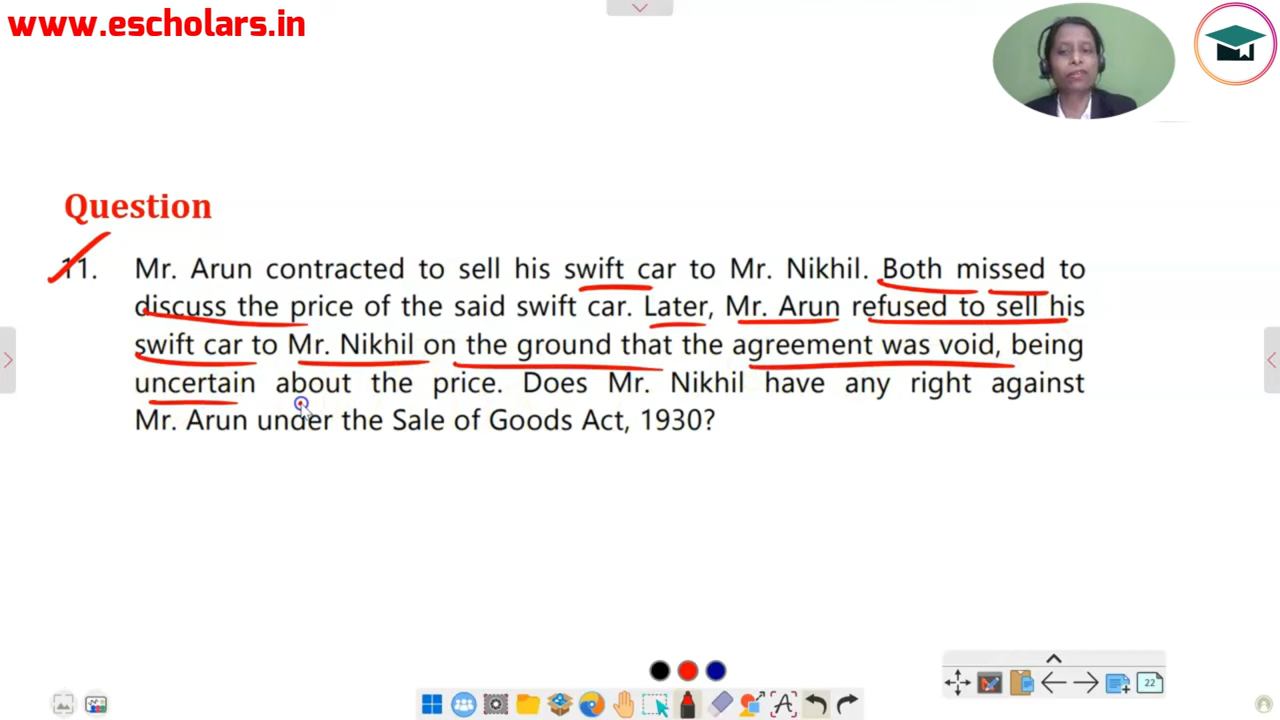 www.escholars.in
Question
11. Mr. Arun contracted to sell his swift car to Mr. Nikhil. Both missed to
discuss the price of the said swift car. Later, Mr. Arun refused to sell his
swift car to Mr. Nikhil on the ground that the agreement was void, being
uncertain about the price. Does Mr. Nikhil have any right against
Mr. Arun under the Sale of Goods Act, 1930?
22